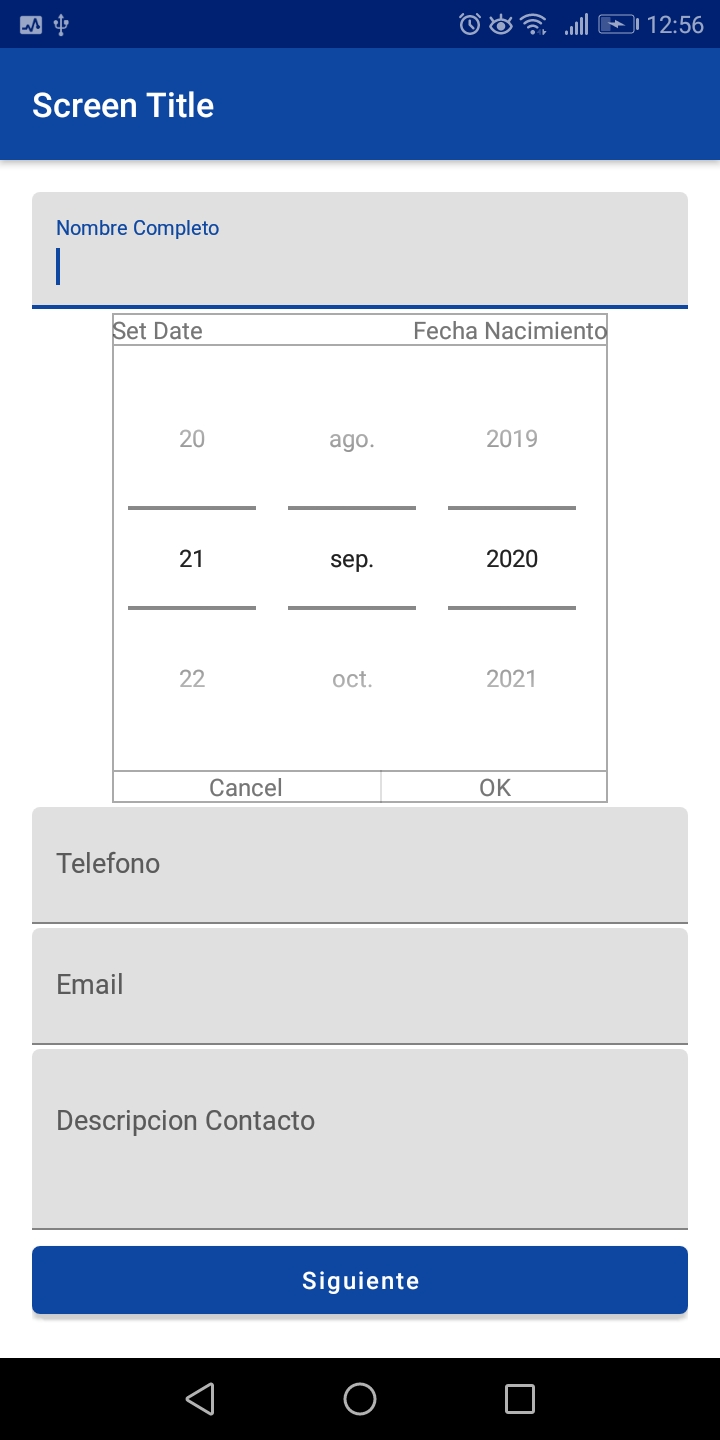 12:56
Screen Title
Nombre Completo
Set Date Fecha Nacimiento
20 ago. 2019
21 sep. 2020
22 oct. 2021
Cancel OK
Telefono
Email
Descripcion Contacto
Siguiente